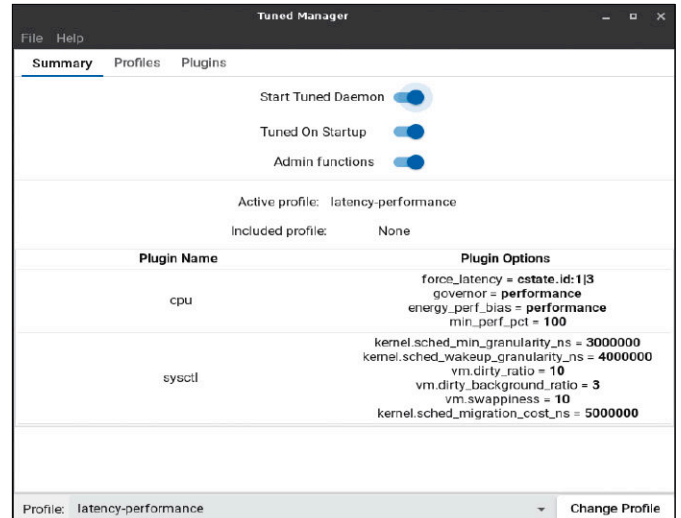 Tuned Manager
File Help
Summary Profiles Plugins
Start Tuned Daemon
Tuned On Startup
Admin functions
Active profile: latency-performance
Included profile: None
Plugin Name Plugin Options
cpu
force_latency = cstate.id:1|3
governor = performance
energy_perf_bias = performance
min_perf_pct = 100
sysctl
kernel.sched_min_granularity_ns = 3000000
kernel.sched_wakeup_granularity_ns = 4000000
vm.dirty_ratio = 10
vm.dirty_background_ratio = 3
vm.swappiness = 10
kernel.sched_migration_cost_ns = 5000000
Profile: latency-performance Change Profile